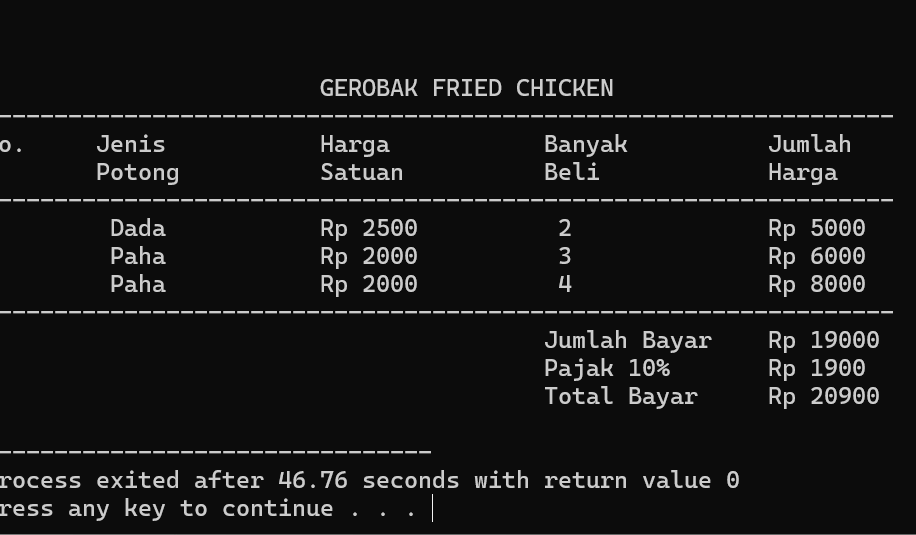 GEROBAK FRIED CHICKEN
o. Jenis Harga Banyak Jumlah
Potong Satuan Beli Harga
Dada Rp 2500 2 Rp 5000
Paha Rp 2000 3 Rp 6000
Paha Rp 2000 4 Rp 8000
Jumlah Bayar Rp 19000
Pajak 10% Rp 1900
Total Bayar Rp 20900
rocess exited after 46.76 seconds with return value 0
ress any key to continue . . .